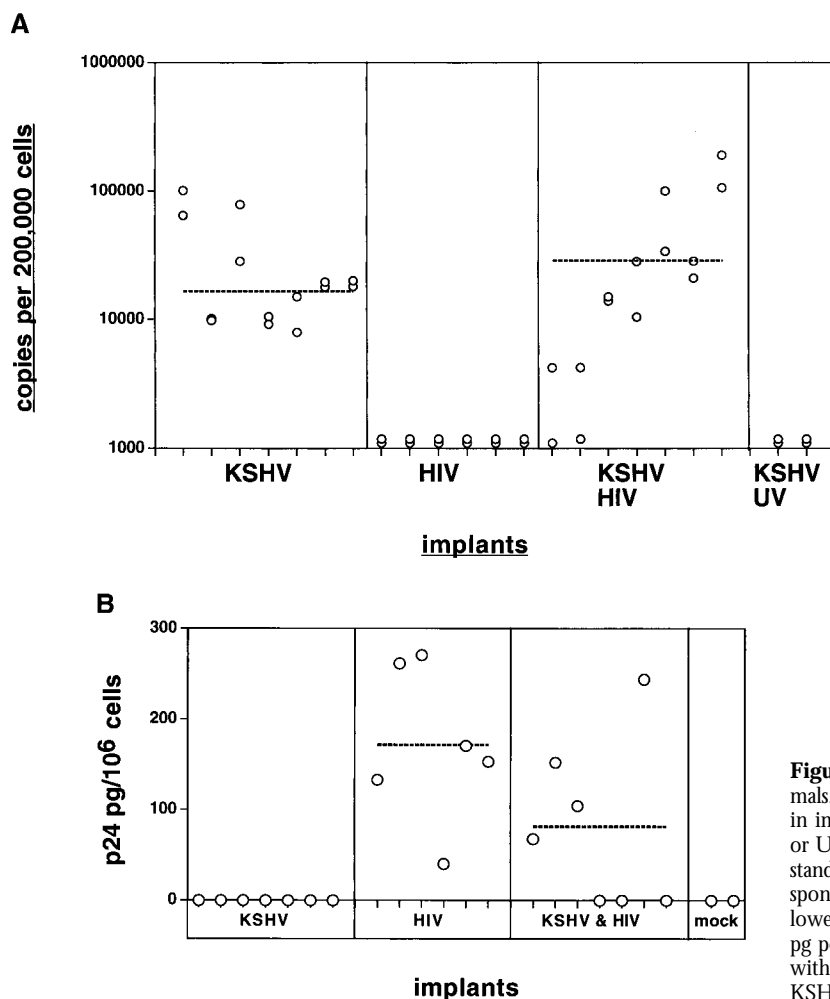 A
copies per 200,000 cells
1000000
100000
10000
1000
KSHV
HIV
KSHV
HIV
KSHV
UV
implants
B
p24 pg/10⁶ cells
300
200
100
0
KSHV
HIV
KSHV & HIV
mock
implants
Figu
mals.
in in
or U
stand
spon
lowe
pg p
with
KSH